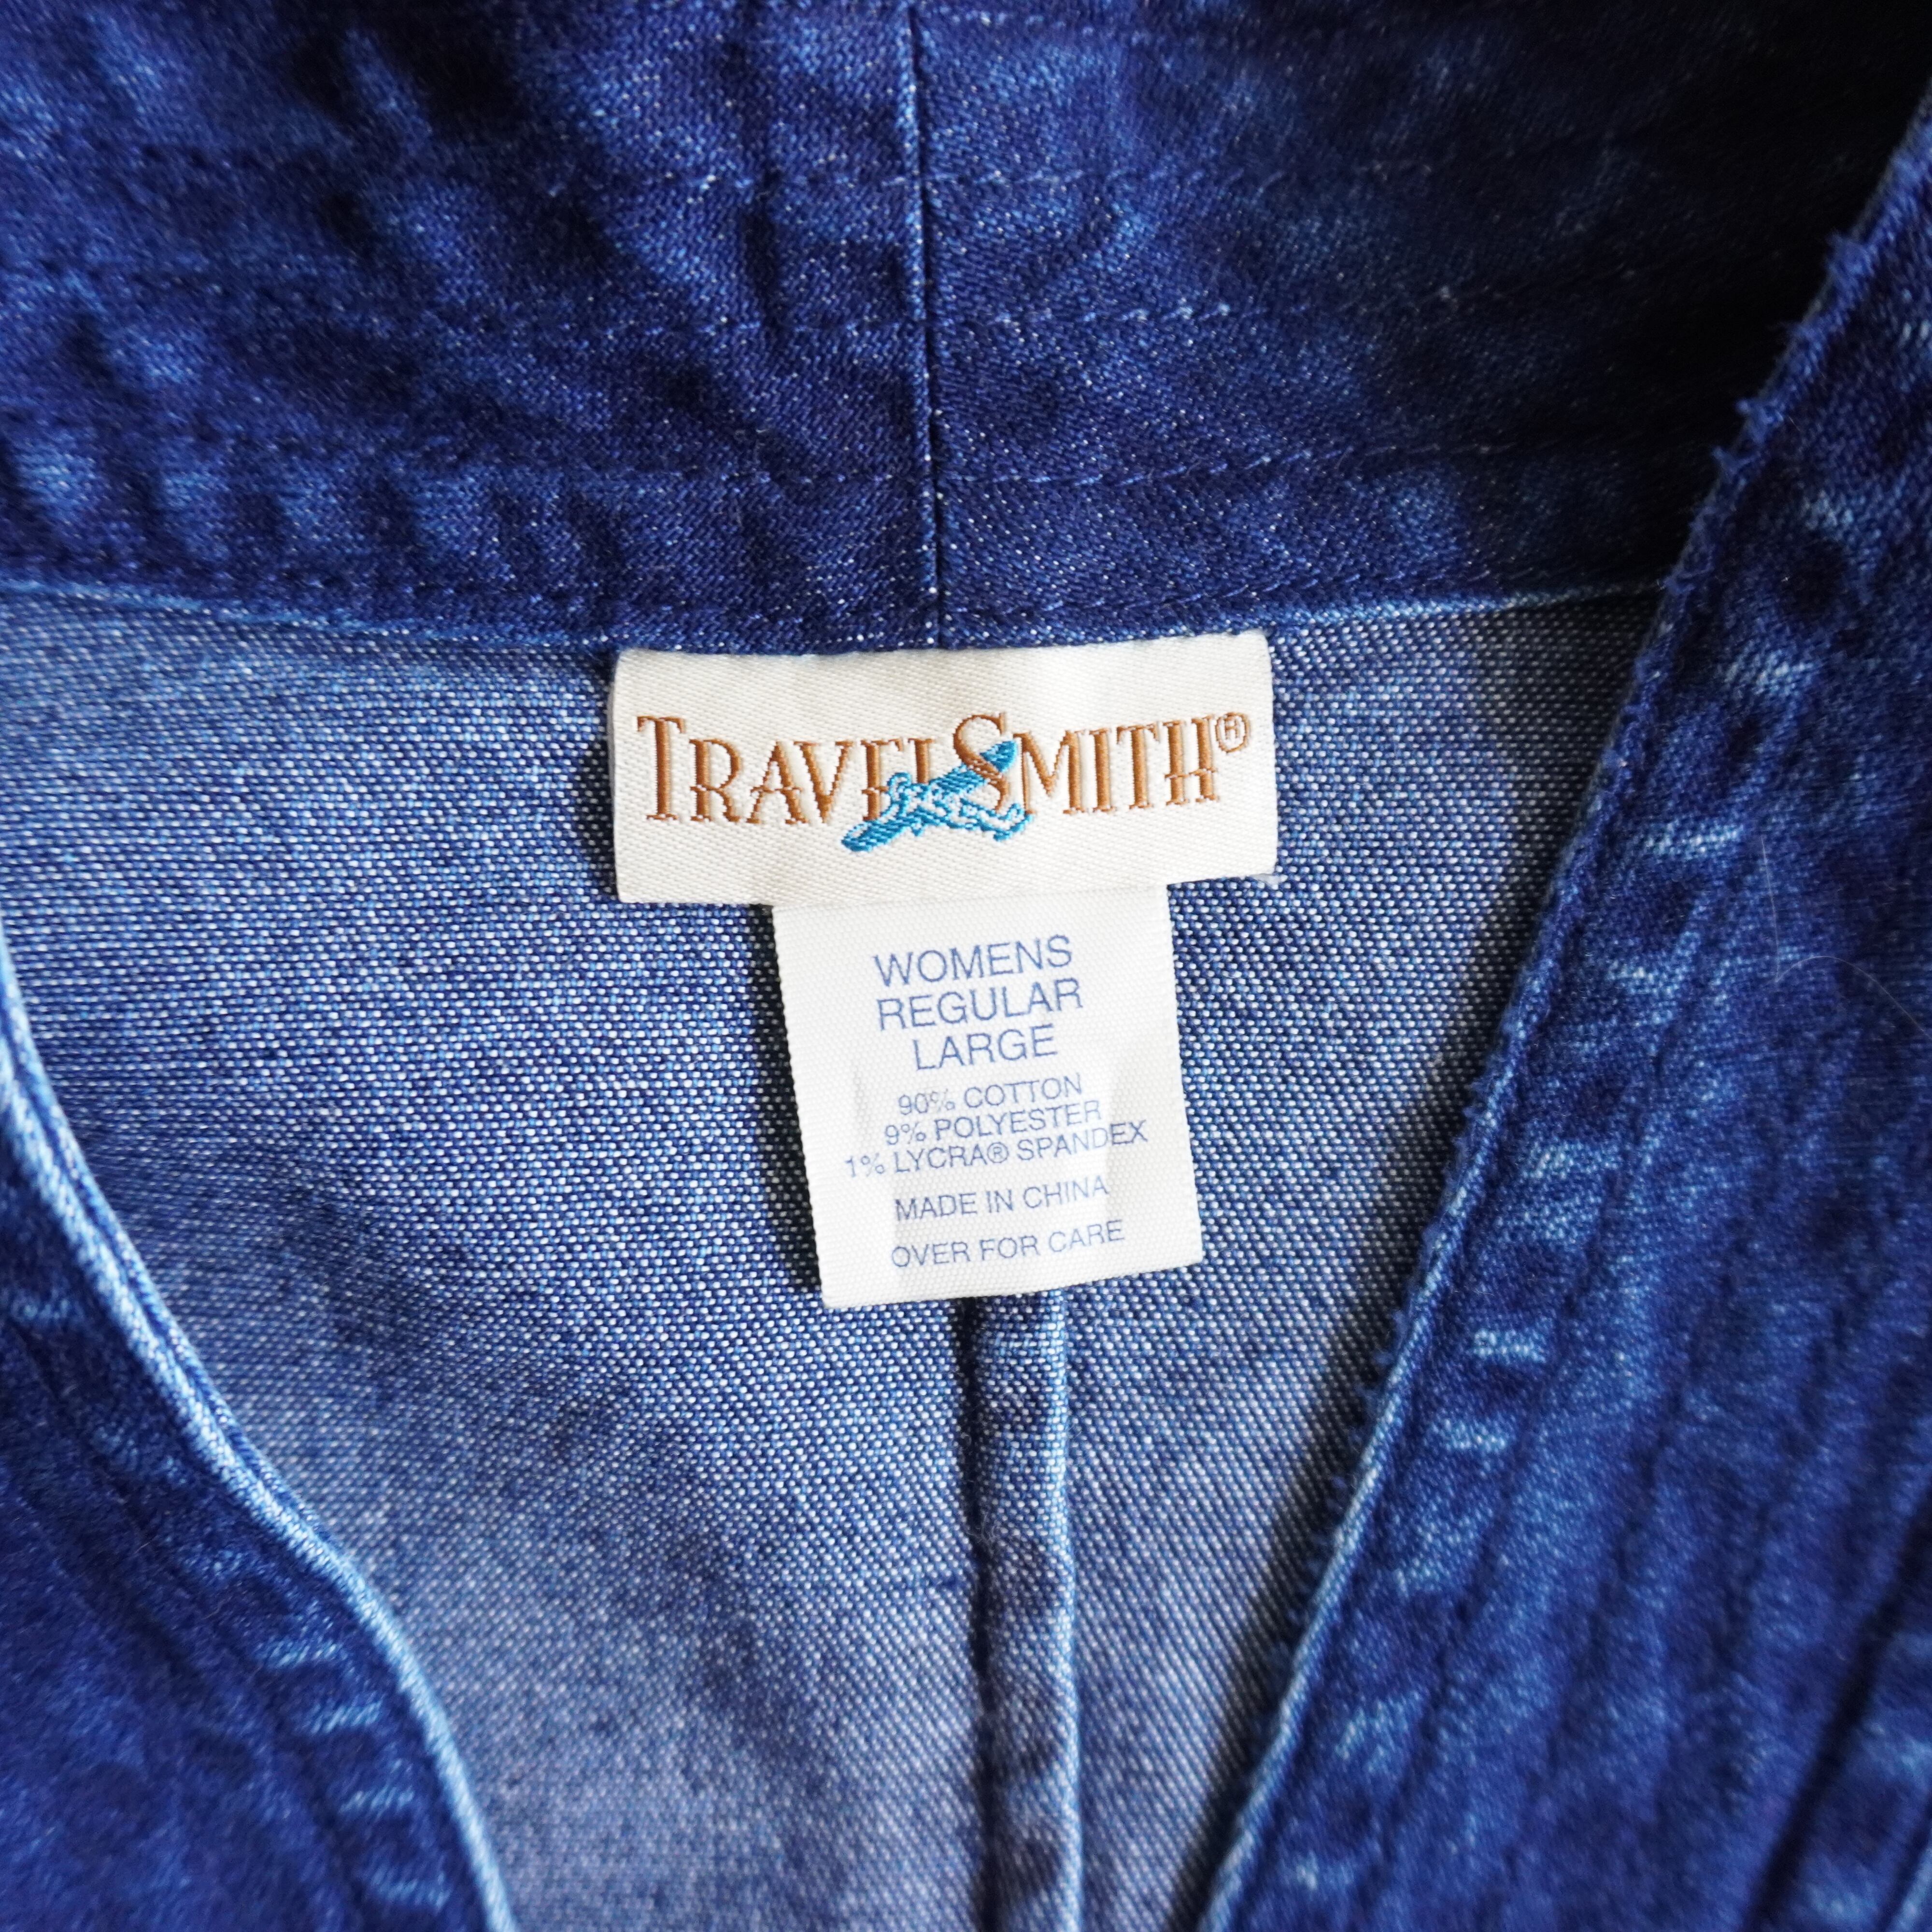 TRAVELSMITH®
WOMENS
REGULAR
LARGE
90% COTTON
9% POLYESTER
1% LYCRA® SPANDEX
MADE IN CHINA
OVER FOR CARE